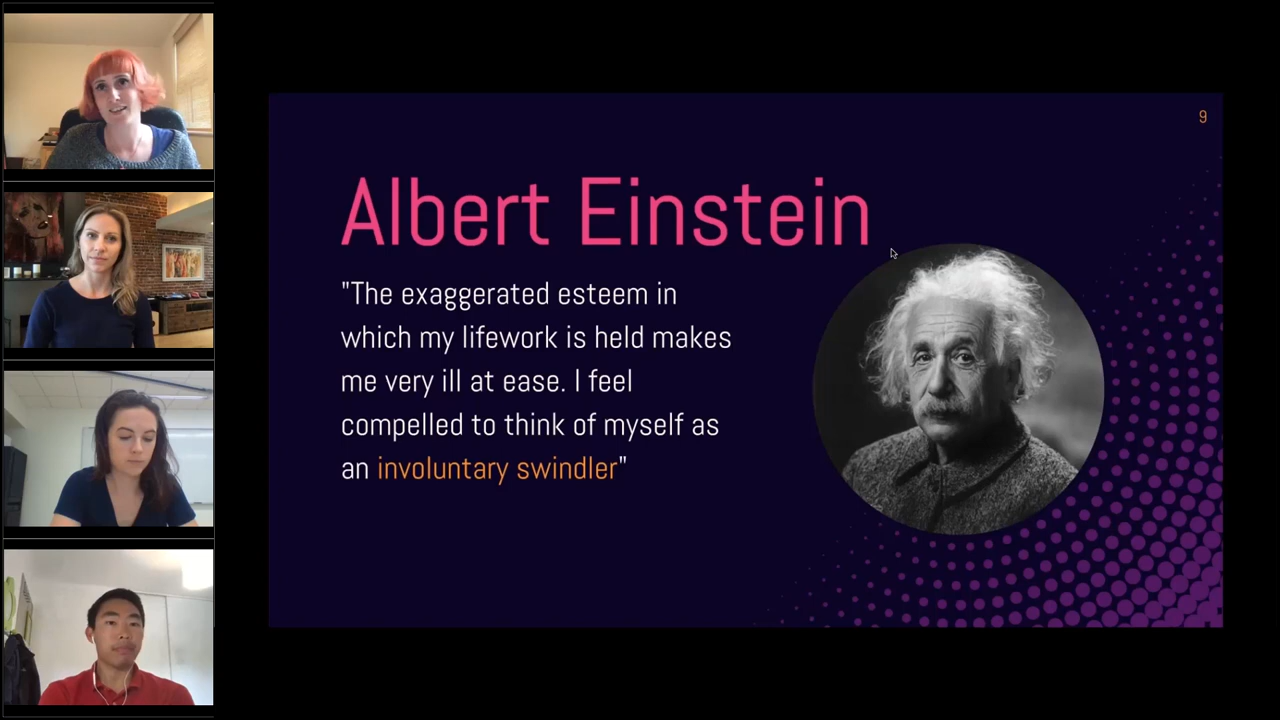 9
Albert Einstein
"The exaggerated esteem in
which my lifework is held makes
me very ill at ease. I feel
compelled to think of myself as
an involuntary swindler"